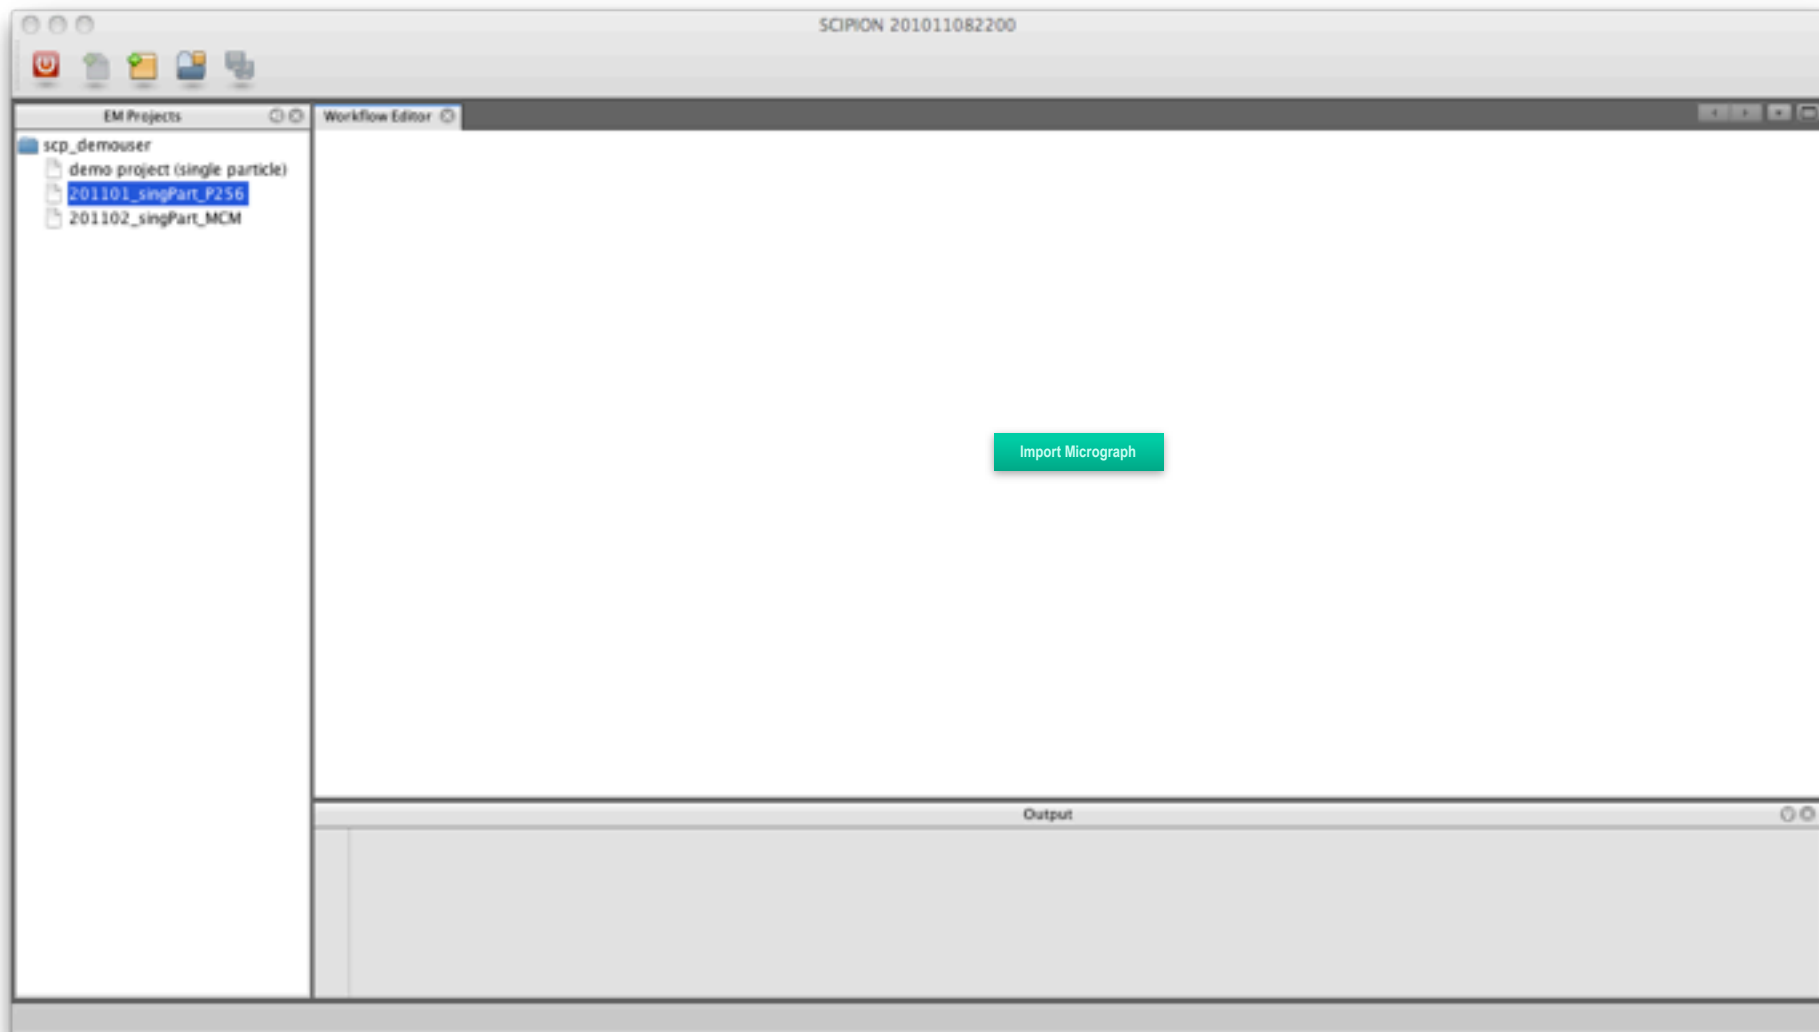 SCIPION 201011082200
EM Projects
Workflow Editor
scp_demouser
demo project (single particle)
201101_singPart_P256
201102_singPart_MCM
Import Micrograph
Output